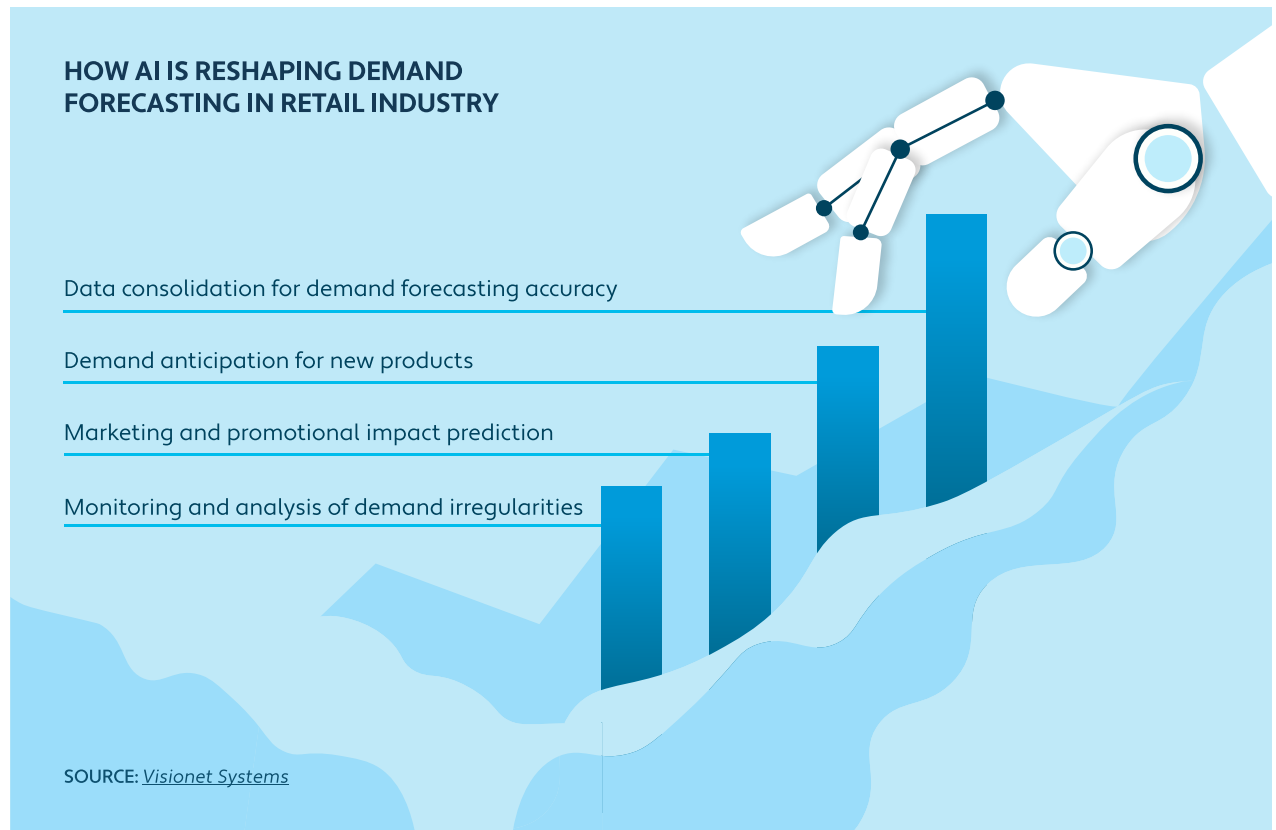 HOW AI IS RESHAPING DEMAND
FORECASTING IN RETAIL INDUSTRY
Data consolidation for demand forecasting accuracy
Demand anticipation for new products
Marketing and promotional impact prediction
Monitoring and analysis of demand irregularities
SOURCE: Visionet Systems